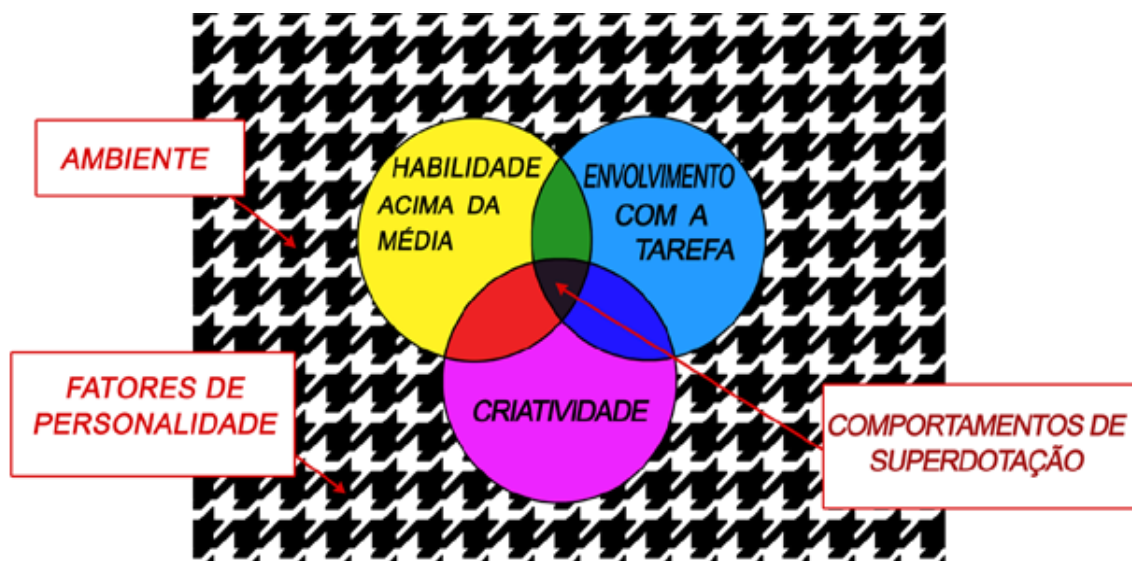 AMBIENTE
HABILIDADE
ACIMA DA
MÉDIA
ENVOLVIMENTO
COM A
TAREFA
FATORES DE
PERSONALIDADE
CRIATIVIDADE
COMPORTAMENTOS DE
SUPERDOTAÇÃO